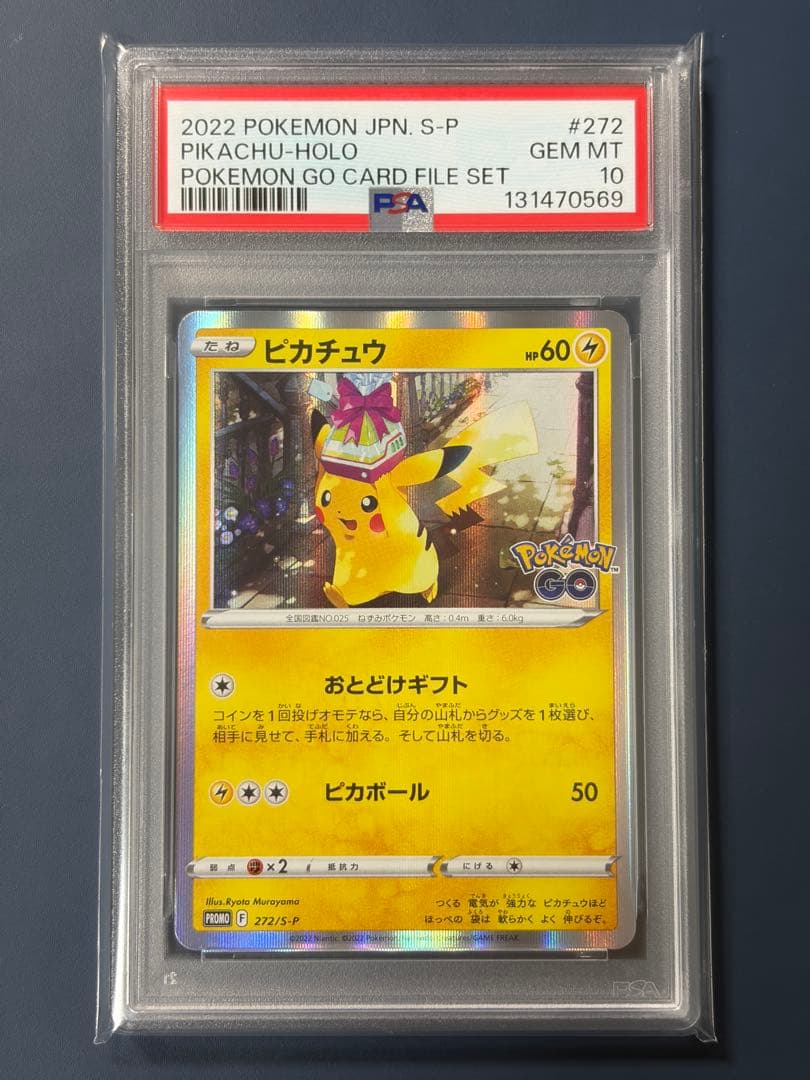 2022 POKEMON JPN. S-P #272
PIKACHU-HOLO GEM MT
POKEMON GO CARD FILE SET 10
PSA 131470569
たね ピカチュウ HP60
POKéMON™
GO
全国図鑑NO.025 ねずみポケモン 高さ:0.4m 重さ:6.0kg
おとどけギフト
コインを1回投げオモテなら、自分の山札からグッズを1枚選び、
相手に見せて、手札に加える。そして山札を切る。
ピカボール 50
弱点 ×2 抵抗力 にげる
Illus.Ryota Murayama
つくる 電気が 強力な ピカチュウほど
ほっぺの 袋は 軟らかく よく 伸びるぞ。
PROMO F 272/S-P
©2022 Niantic. ©2022 Pokémon. /Creatures/GAME FREAK.
PSA